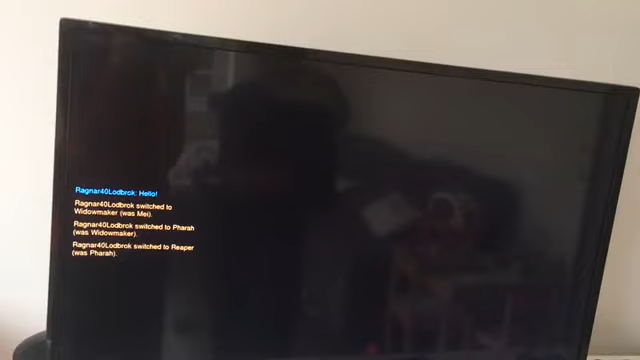 Ragnar40Lodbrok: Hello!
Ragnar40Lodbrok switched to
Widowmaker (was Mei).
Ragnar40Lodbrok switched to Pharah
(was Widowmaker).
Ragnar40Lodbrok switched to Reaper
(was Pharah).